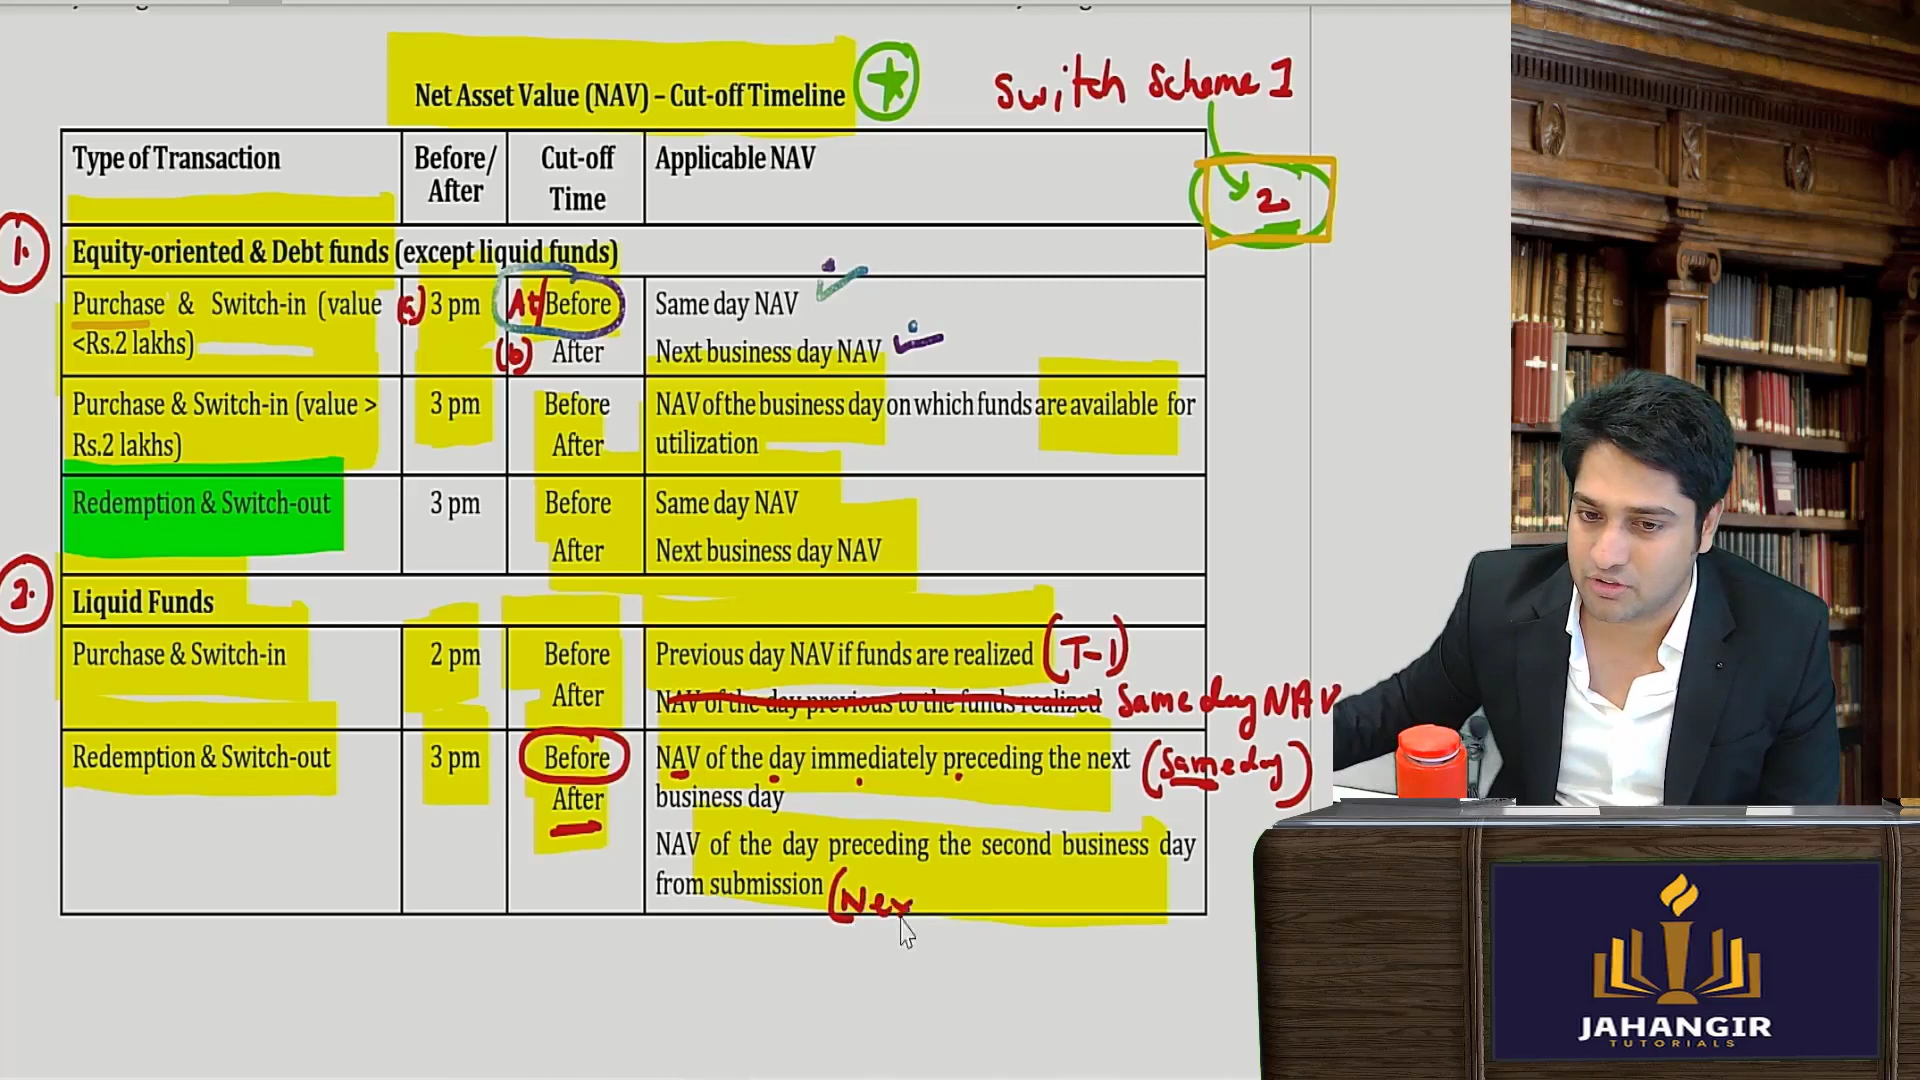 Net Asset Value (NAV) – Cut-off Timeline
Switch Scheme 1
2
Type of Transaction Before/ After Cut-off Time Applicable NAV
1.
Equity-oriented & Debt funds (except liquid funds)
Purchase & Switch-in (value (a) 3 pm At/Before Same day NAV
<Rs.2 lakhs) (b) After Next business day NAV
Purchase & Switch-in (value > 3 pm Before NAV of the business day on which funds are available for
Rs.2 lakhs) After utilization
Redemption & Switch-out 3 pm Before Same day NAV
After Next business day NAV
2.
Liquid Funds
Purchase & Switch-in 2 pm Before Previous day NAV if funds are realized (T-1)
After NAV of the day previous to the funds realized Same day NAV
Redemption & Switch-out 3 pm Before NAV of the day immediately preceding the next (Same day)
After business day
NAV of the day preceding the second business day
from submission (Nex
JAHANGIR
TUTORIALS